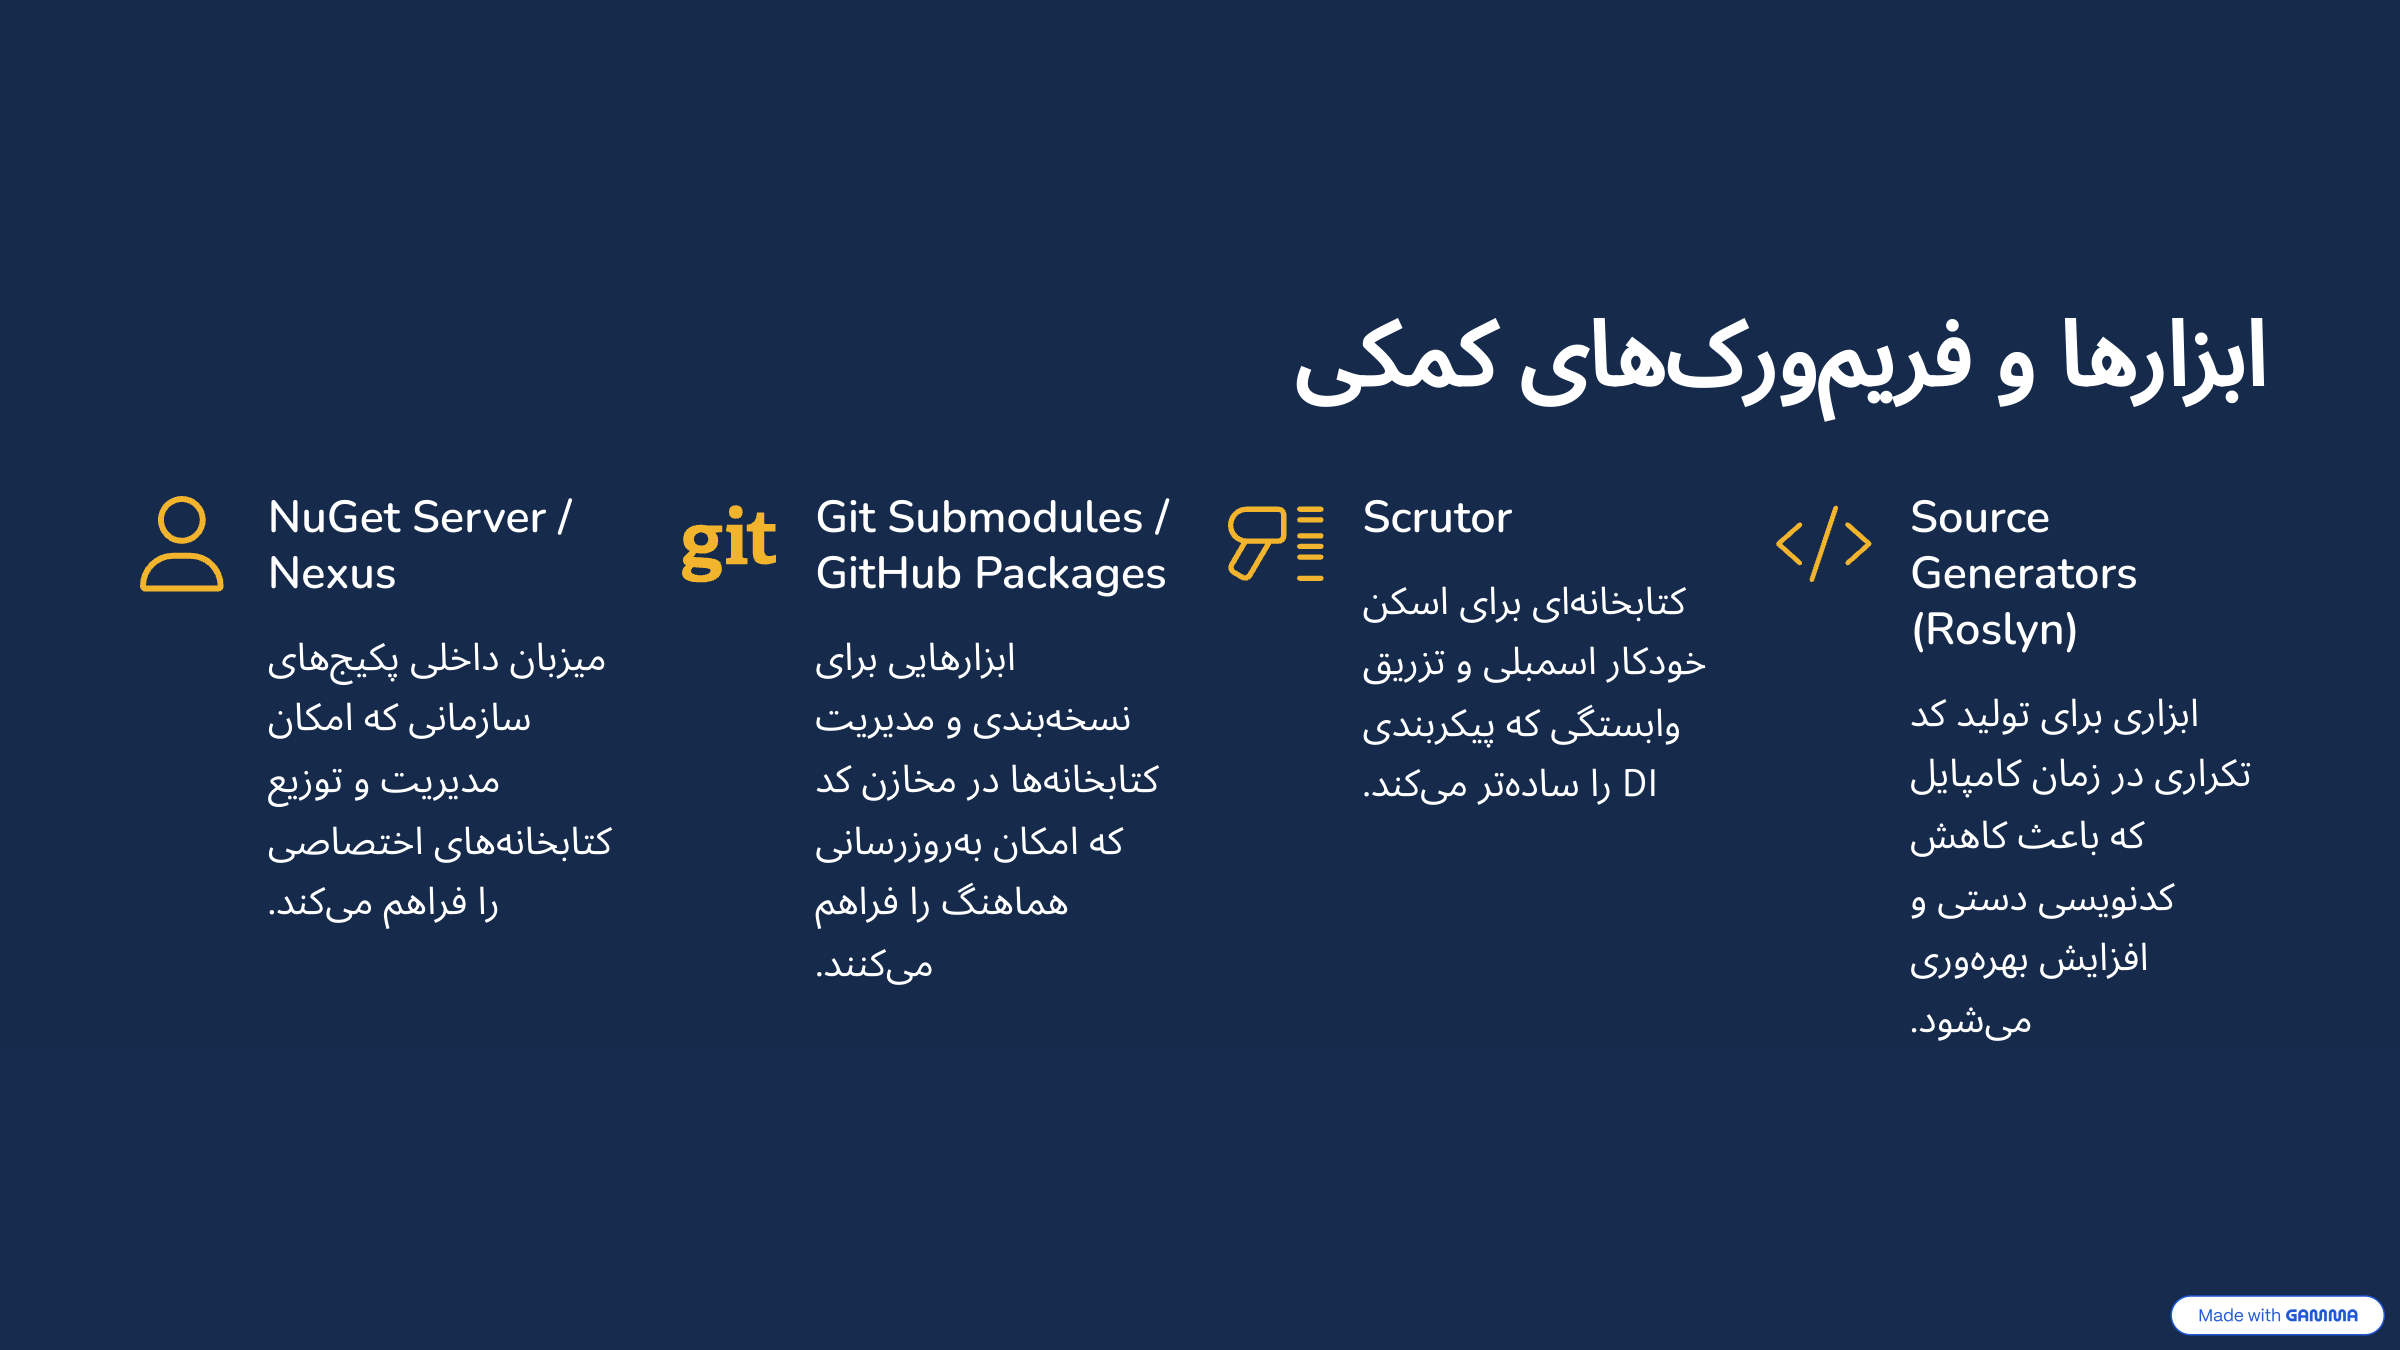 ابزارها و فریم‌ورک‌های کمکی
NuGet Server /
Nexus
میزبان داخلی پکیج‌های
سازمانی که امکان
مدیریت و توزیع
کتابخانه‌های اختصاصی
را فراهم می‌کند.
git
Git Submodules /
GitHub Packages
ابزارهایی برای
نسخه‌بندی و مدیریت
کتابخانه‌ها در مخازن کد
که امکان به‌روزرسانی
هماهنگ را فراهم
می‌کنند.
Scrutor
کتابخانه‌ای برای اسکن
خودکار اسمبلی و تزریق
وابستگی که پیکربندی
DI را ساده‌تر می‌کند.
Source
Generators
(Roslyn)
ابزاری برای تولید کد
تکراری در زمان کامپایل
که باعث کاهش
کدنویسی دستی و
افزایش بهره‌وری
می‌شود.
Made with GAMMA